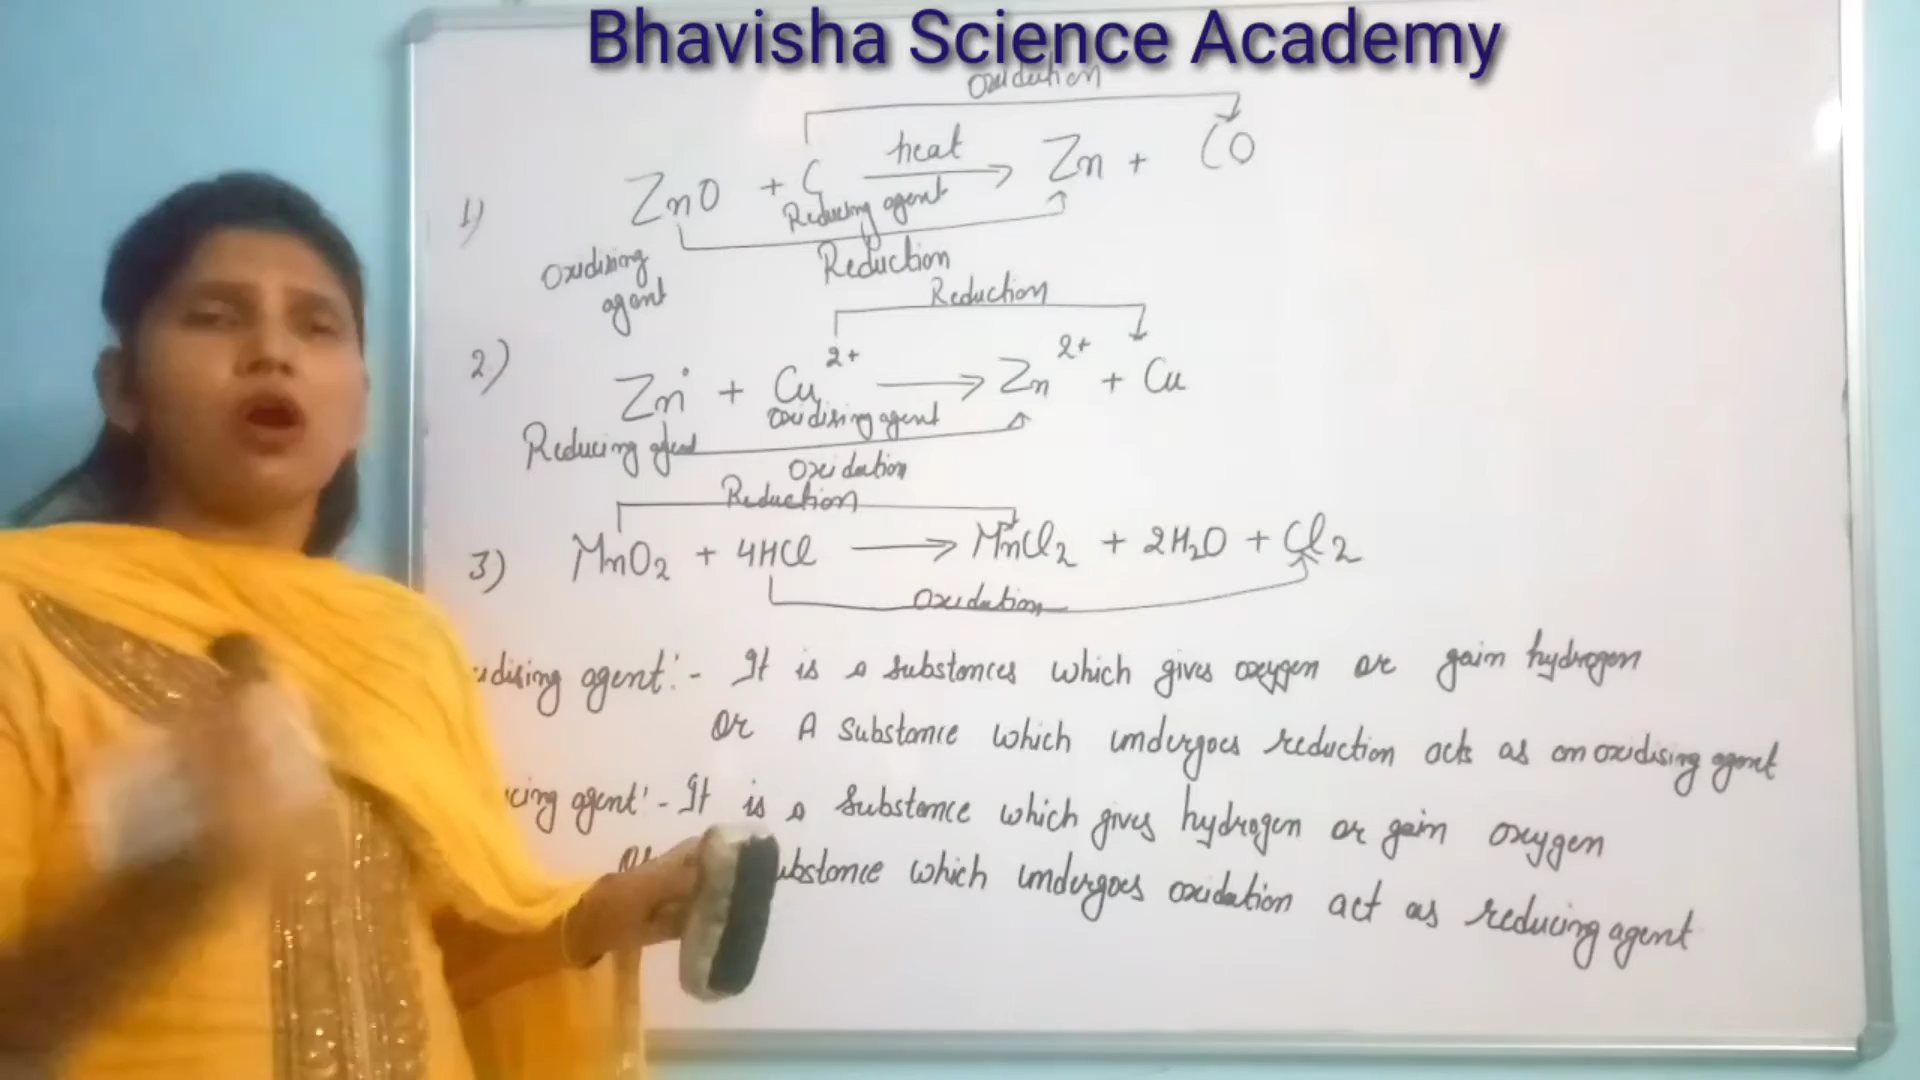 Bhavisha Science Academy
Oxidation
1) ZnO + C heat → Zn + CO
Reducing agent
Oxidising agent
Reduction
Reduction
2.) Zn + Cu²⁺ → Zn²⁺ + Cu
Oxidising agent
Reducing agent
Oxidation
Reduction
3) MnO₂ + 4HCl → MnCl₂ + 2H₂O + Cl₂
Oxidation
dising agent:- It is a substances which gives oxygen or gain hydrogen
Or A substance which undergoes reduction acts as an oxidising agent
cing agent:- It is a substance which gives hydrogen or gain oxygen
ubstance which undergoes oxidation act as reducing agent